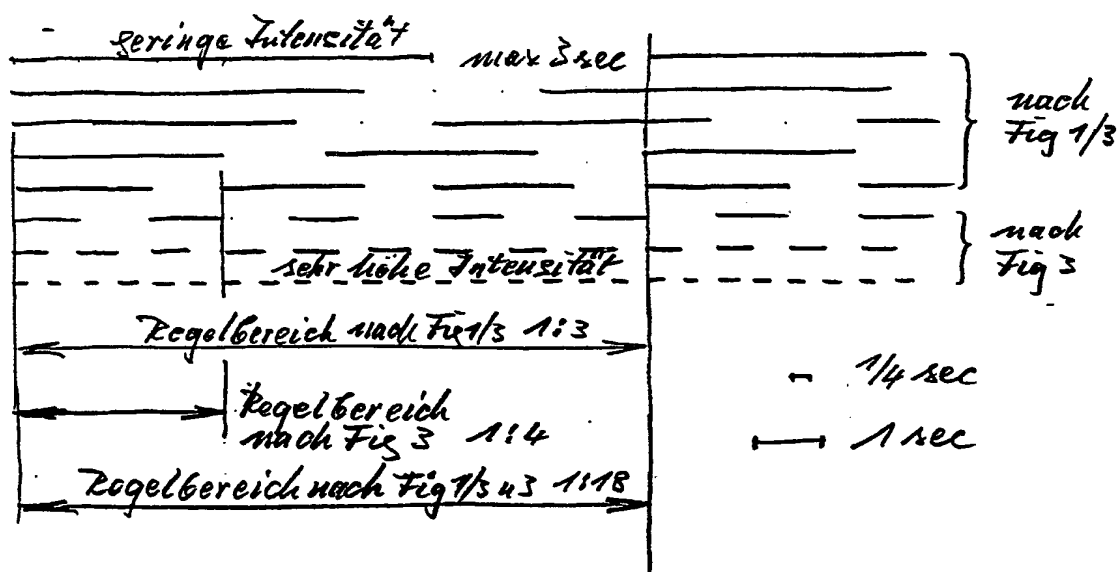 geringe Intensität
max 3 sec
nach
Fig 1/3
nach
Fig 3
sehr höhe Intensität
Regelbereich nach Fig 1/3 1:3
1/4 sec
Regelbereich
nach Fig 3 1:4
1 sec
Regelbereich nach Fig 1/3 u 3 1:18